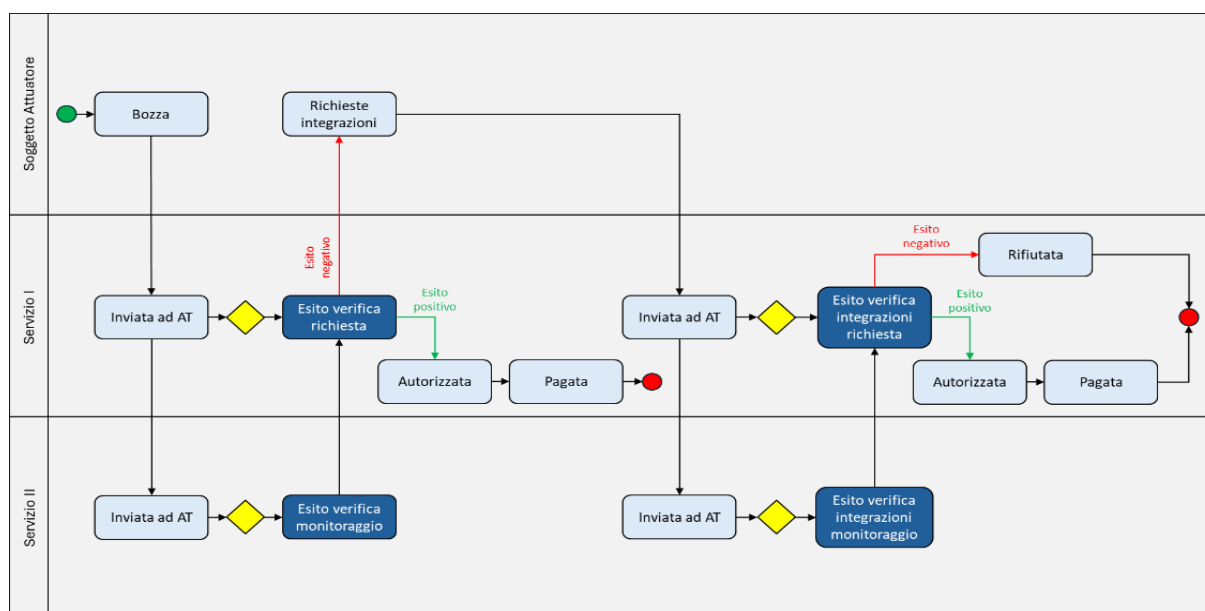 Soggetto Attuatore
Bozza
Richieste
integrazioni
Servizio I
Inviata ad AT
Esito
negativo
Esito verifica
richiesta
Esito
positivo
Autorizzata
Pagata
Inviata ad AT
Esito verifica
integrazioni
richiesta
Esito
negativo
Rifiutata
Esito
positivo
Autorizzata
Pagata
Servizio II
Inviata ad AT
Esito verifica
monitoraggio
Inviata ad AT
Esito verifica
integrazioni
monitoraggio